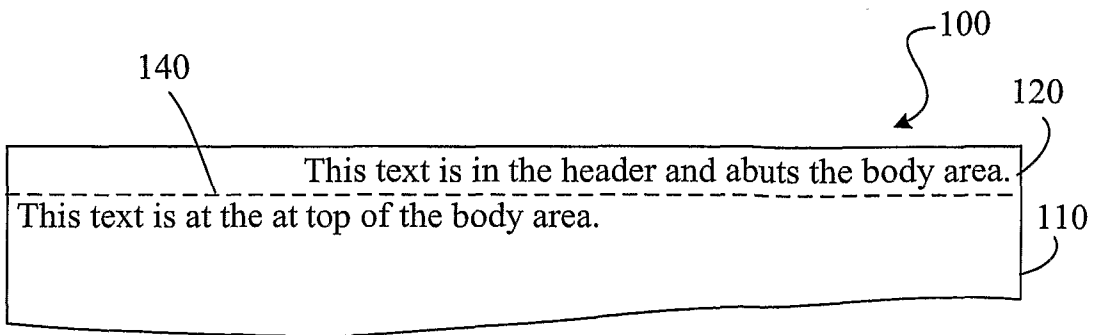 100
140
120
This text is in the header and abuts the body area.
This text is at the at top of the body area.
110